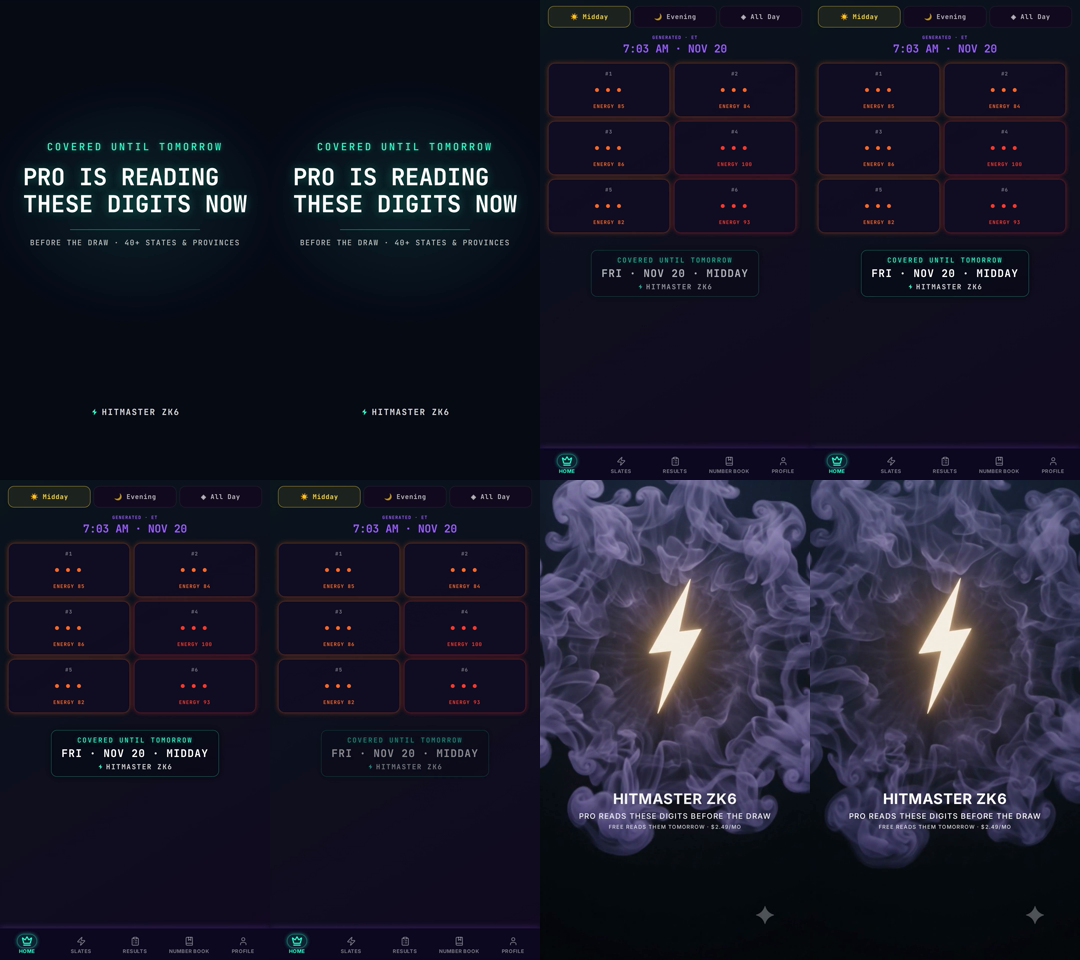 COVERED UNTIL TOMORROW
PRO IS READING
THESE DIGITS NOW
BEFORE THE DRAW · 40+ STATES & PROVINCES
HITMASTER ZK6
COVERED UNTIL TOMORROW
PRO IS READING
THESE DIGITS NOW
BEFORE THE DRAW · 40+ STATES & PROVINCES
HITMASTER ZK6
Midday Evening All Day
GENERATED · ET
7:03 AM · NOV 20
#1 #2
ENERGY 85 ENERGY 84
#3 #4
ENERGY 86 ENERGY 100
#5 #6
ENERGY 82 ENERGY 93
COVERED UNTIL TOMORROW
FRI · NOV 20 · MIDDAY
HITMASTER ZK6
HOME SLATES RESULTS NUMBER BOOK PROFILE
Midday Evening All Day
GENERATED · ET
7:03 AM · NOV 20
#1 #2
ENERGY 85 ENERGY 84
#3 #4
ENERGY 86 ENERGY 100
#5 #6
ENERGY 82 ENERGY 93
COVERED UNTIL TOMORROW
FRI · NOV 20 · MIDDAY
HITMASTER ZK6
HOME SLATES RESULTS NUMBER BOOK PROFILE
Midday Evening All Day
GENERATED · ET
7:03 AM · NOV 20
#1 #2
ENERGY 85 ENERGY 84
#3 #4
ENERGY 86 ENERGY 100
#5 #6
ENERGY 82 ENERGY 93
COVERED UNTIL TOMORROW
FRI · NOV 20 · MIDDAY
HITMASTER ZK6
HOME SLATES RESULTS NUMBER BOOK PROFILE
Midday Evening All Day
GENERATED · ET
7:03 AM · NOV 20
#1 #2
ENERGY 85 ENERGY 84
#3 #4
ENERGY 86 ENERGY 100
#5 #6
ENERGY 82 ENERGY 93
COVERED UNTIL TOMORROW
FRI · NOV 20 · MIDDAY
HITMASTER ZK6
HOME SLATES RESULTS NUMBER BOOK PROFILE
HITMASTER ZK6
PRO READS THESE DIGITS BEFORE THE DRAW
FREE READS THEM TOMORROW · $2.49/MO
HITMASTER ZK6
PRO READS THESE DIGITS BEFORE THE DRAW
FREE READS THEM TOMORROW · $2.49/MO